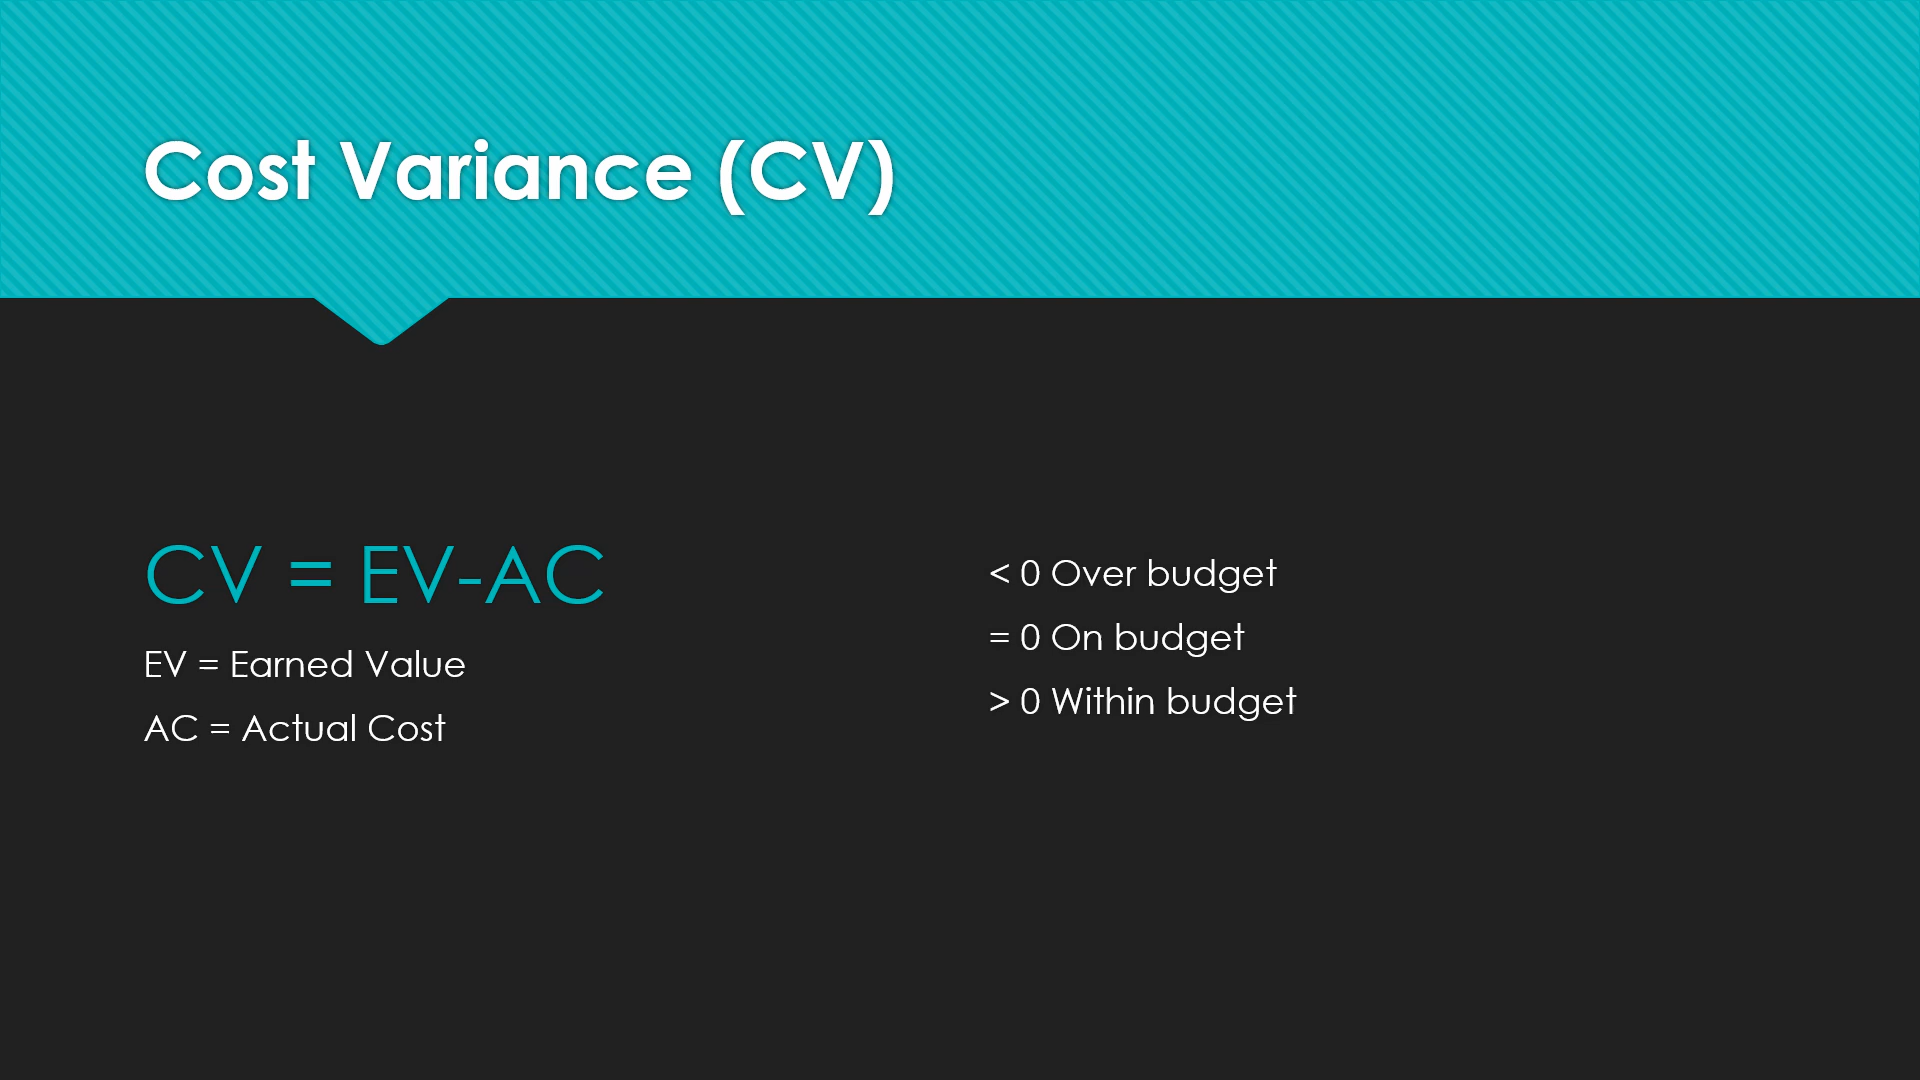 Cost Variance (CV)
CV = EV-AC
EV = Earned Value
AC = Actual Cost
< 0 Over budget
= 0 On budget
> 0 Within budget